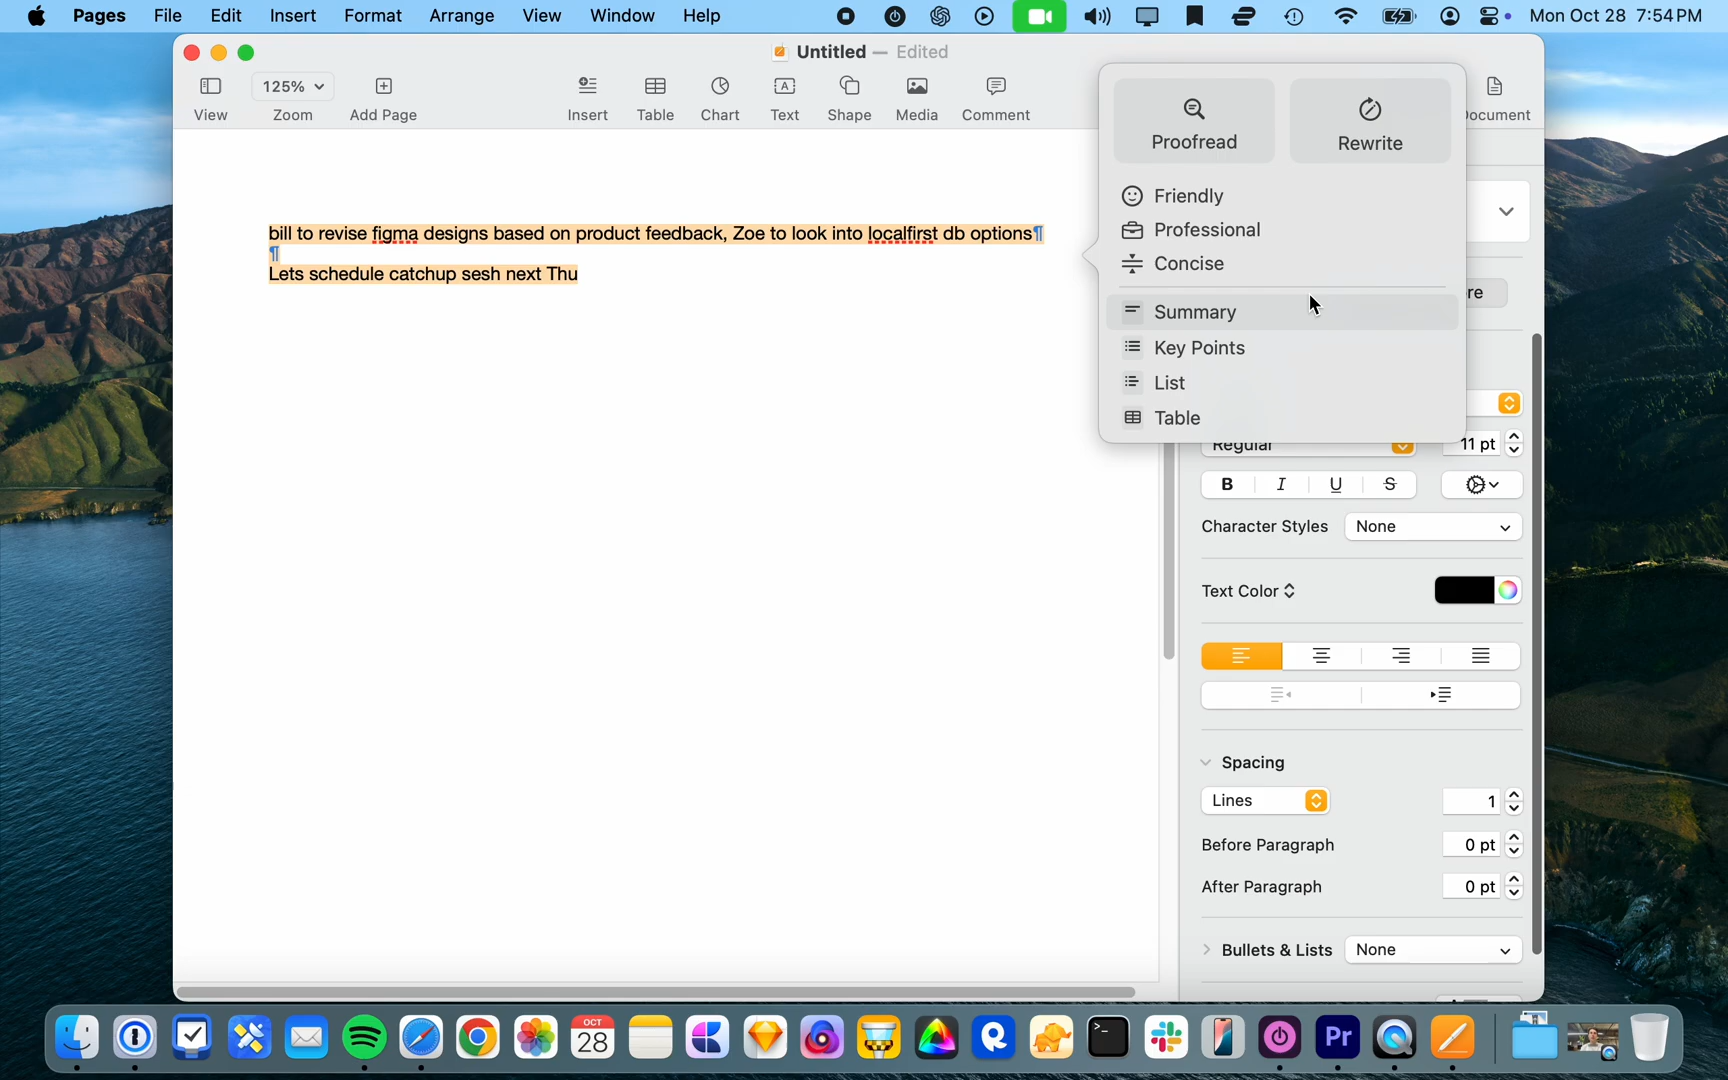 Pages File Edit Insert Format Arrange View Window Help Mon Oct 28 7:54 PM
Untitled — Edited
125%
View Zoom Add Page Insert Table Chart Text Shape Media Comment ocument
Proofread Rewrite
Friendly
Professional
Concise
Summary
Key Points
List
Table
bill to revise figma designs based on product feedback, Zoe to look into localfirst db options¶
¶
Lets schedule catchup sesh next Thu
re
Regular 11 pt
B I U S
Character Styles None
Text Color
Spacing
Lines 1
Before Paragraph 0 pt
After Paragraph 0 pt
Bullets & Lists None
OCT
28
Pr